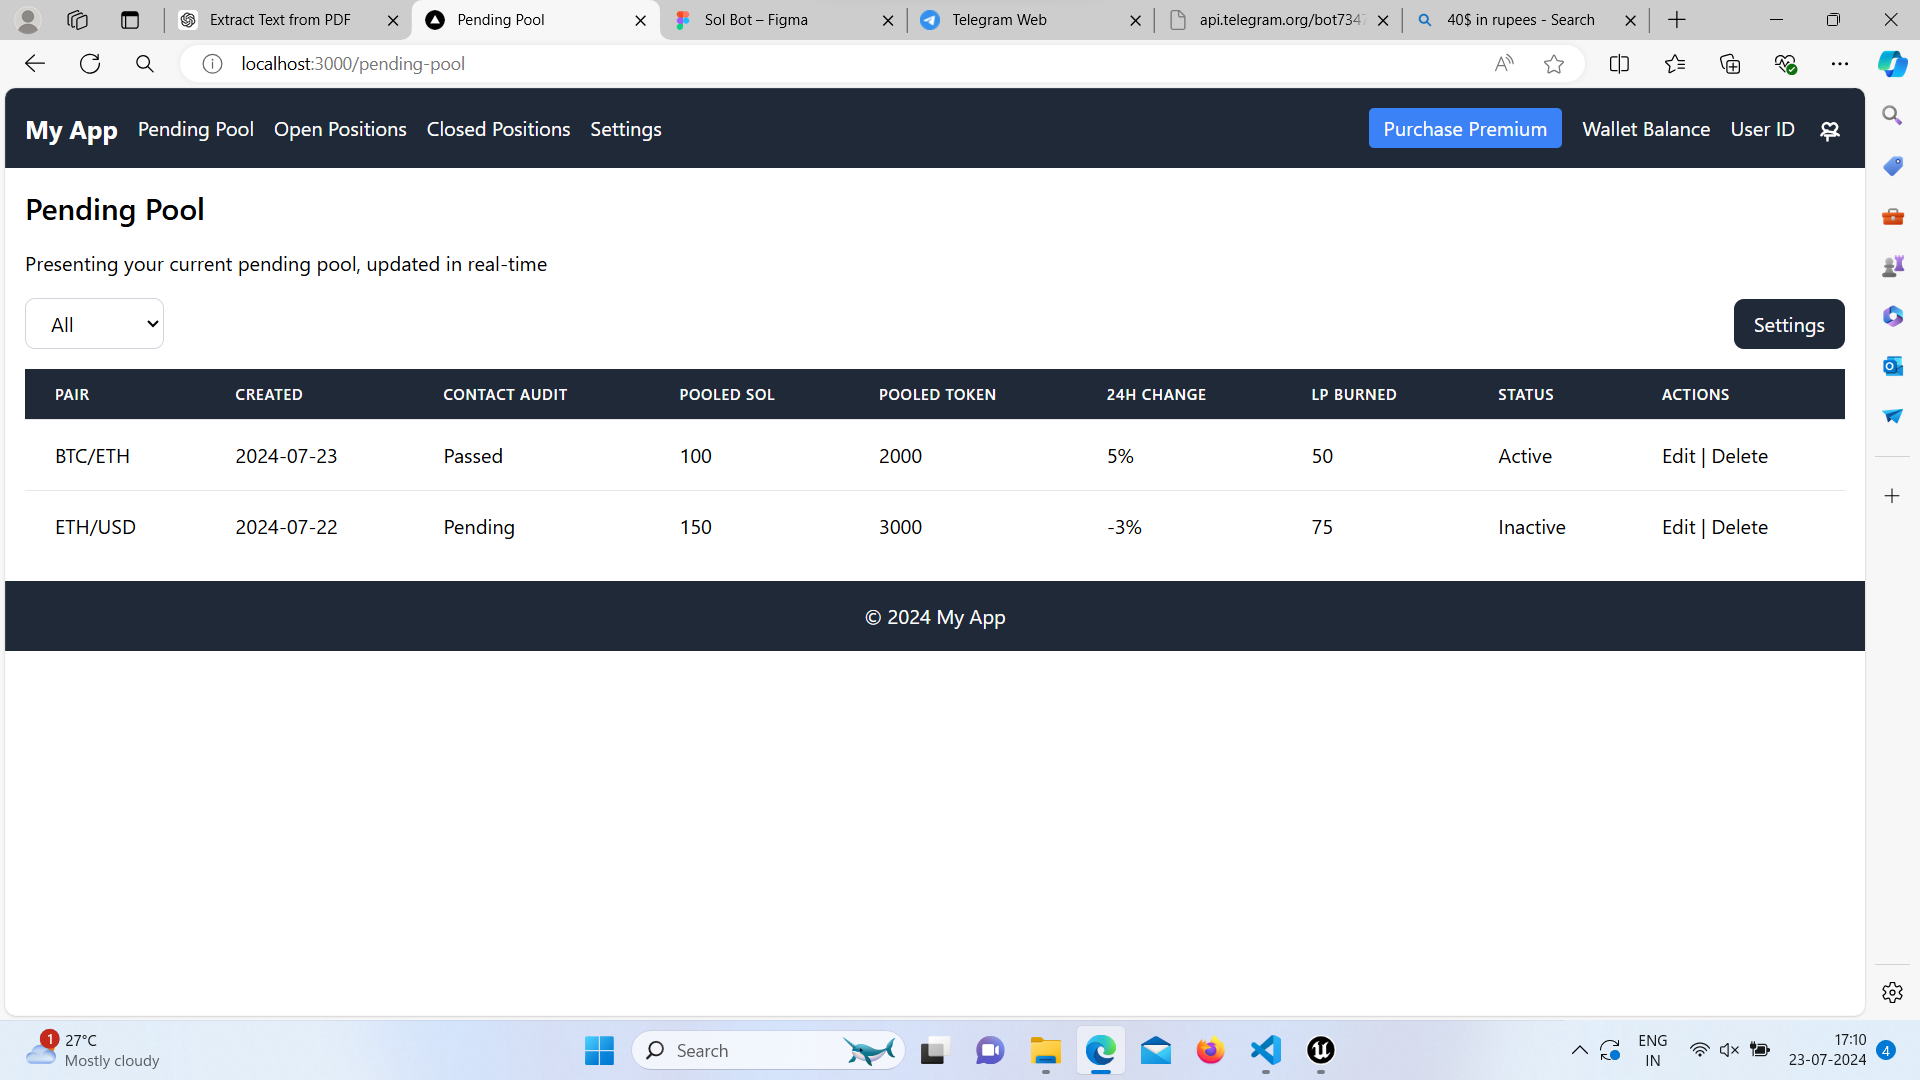 Extract Text from PDF
Pending Pool
Sol Bot – Figma
Telegram Web
api.telegram.org/bot734
40$ in rupees - Search
localhost:3000/pending-pool
My App
Pending Pool
Open Positions
Closed Positions
Settings
Purchase Premium
Wallet Balance
User ID
Pending Pool
Presenting your current pending pool, updated in real-time
All
Settings
PAIR CREATED CONTACT AUDIT POOLED SOL POOLED TOKEN 24H CHANGE LP BURNED STATUS ACTIONS
BTC/ETH 2024-07-23 Passed 100 2000 5% 50 Active Edit | Delete
ETH/USD 2024-07-22 Pending 150 3000 -3% 75 Inactive Edit | Delete
© 2024 My App
1
27°C
Mostly cloudy
Search
ENG
IN
17:10
23-07-2024
4